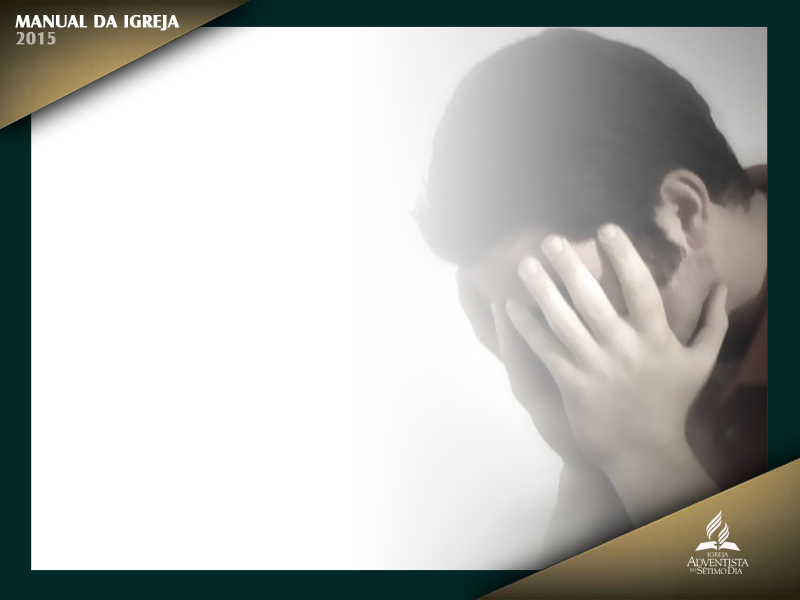 MANUAL DA IGREJA
2015
IGREJA
ADVENTISTA
DO SÉTIMO DIA